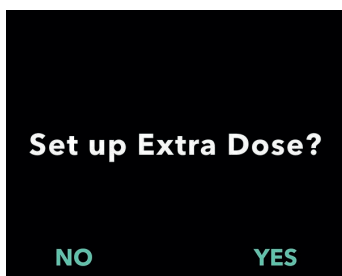 Set up Extra Dose?
NO YES